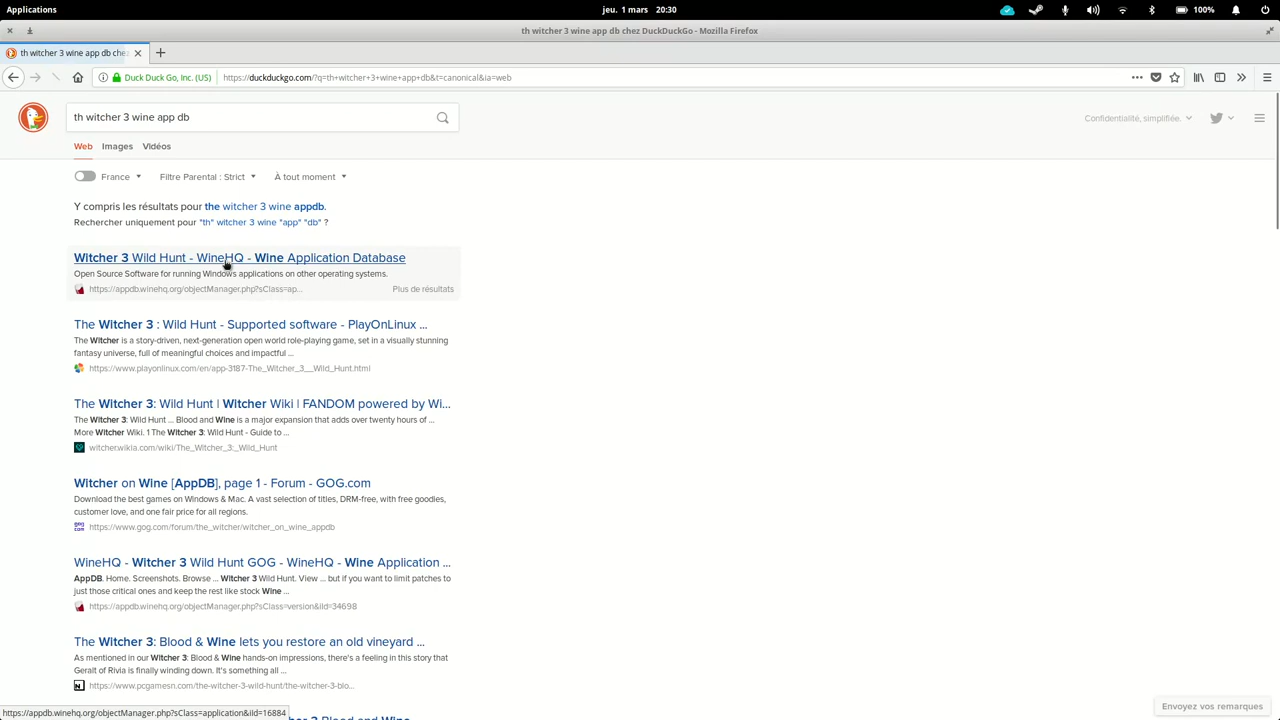 Applications
jeu. 1 mars 20:30
100%
th witcher 3 wine app db chez DuckDuckGo - Mozilla Firefox
th witcher 3 wine app db che
Duck Duck Go, Inc. (US)
https://duckduckgo.com/?q=th+witcher+3+wine+app+db&t=canonical&ia=web
th witcher 3 wine app db
Confidentialité, simplifiée.
Web Images Vidéos
France
Filtre Parental : Strict
À tout moment
Y compris les résultats pour the witcher 3 wine appdb.
Rechercher uniquement pour "th" witcher 3 wine "app" "db" ?
Witcher 3 Wild Hunt - WineHQ - Wine Application Database
Open Source Software for running Windows applications on other operating systems.
https://appdb.winehq.org/objectManager.php?sClass=ap...
Plus de résultats
The Witcher 3 : Wild Hunt - Supported software - PlayOnLinux ...
The Witcher is a story-driven, next-generation open world role-playing game, set in a visually stunning
fantasy universe, full of meaningful choices and impactful ...
https://www.playonlinux.com/en/app-3187-The_Witcher_3__Wild_Hunt.html
The Witcher 3: Wild Hunt | Witcher Wiki | FANDOM powered by Wi...
The Witcher 3: Wild Hunt ... Blood and Wine is a major expansion that adds over twenty hours of ...
More Witcher Wiki. 1 The Witcher 3: Wild Hunt - Guide to ...
witcher.wikia.com/wiki/The_Witcher_3:_Wild_Hunt
Witcher on Wine [AppDB], page 1 - Forum - GOG.com
Download the best games on Windows & Mac. A vast selection of titles, DRM-free, with free goodies,
customer love, and one fair price for all regions.
https://www.gog.com/forum/the_witcher/witcher_on_wine_appdb
WineHQ - Witcher 3 Wild Hunt GOG - WineHQ - Wine Application ...
AppDB. Home. Screenshots. Browse ... Witcher 3 Wild Hunt. View ... but if you want to limit patches to
just those critical ones and keep the rest like stock Wine ...
https://appdb.winehq.org/objectManager.php?sClass=version&iId=34698
The Witcher 3: Blood & Wine lets you restore an old vineyard ...
As mentioned in our Witcher 3: Blood & Wine hands-on impressions, there's a feeling in this story that
Geralt of Rivia is finally winding down. It's something all ...
https://www.pcgamesn.com/the-witcher-3-wild-hunt/the-witcher-3-blo...
Envoyez vos remarques
https://appdb.winehq.org/objectManager.php?sClass=application&iId=16884